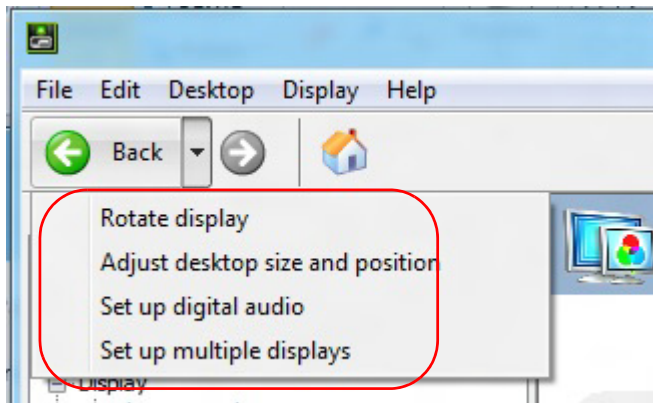 File Edit Desktop Display Help
Back
Rotate display
Adjust desktop size and position
Set up digital audio
Set up multiple displays
Display